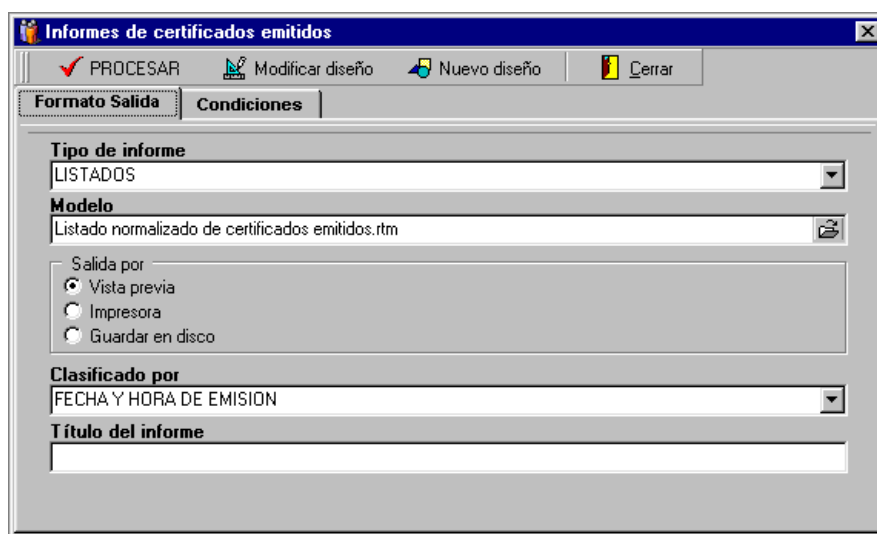 Informes de certificados emitidos
PROCESAR Modificar diseño Nuevo diseño Cerrar
Formato Salida Condiciones
Tipo de informe
LISTADOS
Modelo
Listado normalizado de certificados emitidos.rtm
Salida por
Vista previa
Impresora
Guardar en disco
Clasificado por
FECHA Y HORA DE EMISION
Título del informe